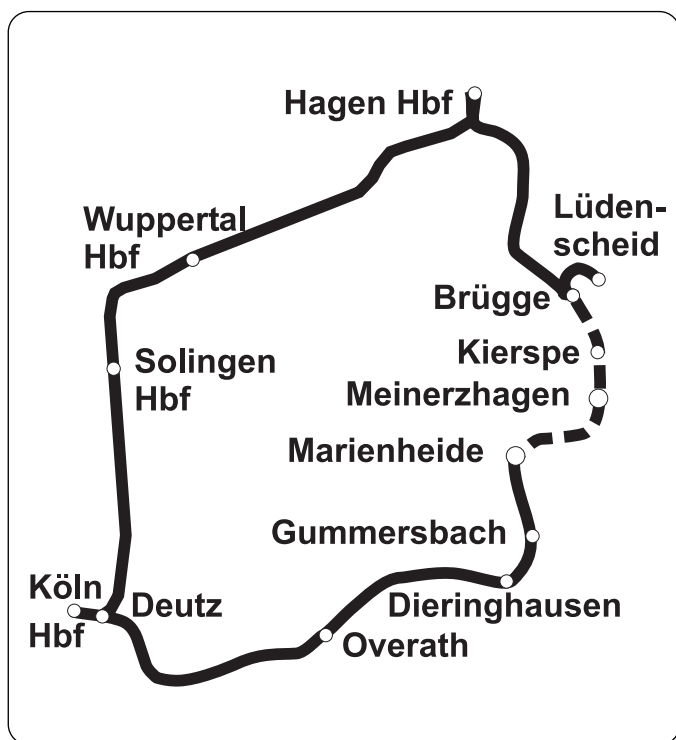 Hagen Hbf
Wuppertal
Hbf
Lüden-
scheid
Brügge
Solingen
Hbf
Kierspe
Meinerzhagen
Marienheide
Gummersbach
Köln
Hbf
Deutz
Dieringhausen
Overath